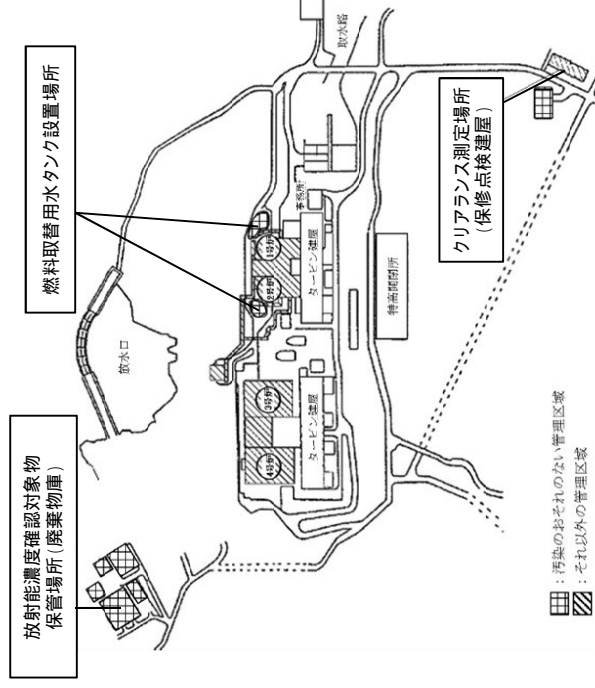 放射能濃度確認対象物
保管場所(廃棄物庫)
燃料取替用水タンク設置場所
クリアランス測定場所
(保修点検建屋)
放水口
取水路
事務所
4号炉
3号炉
2号炉
1号炉
タービン建屋
タービン建屋
特高開閉所
:汚染のおそれのない管理区域
:それ以外の管理区域